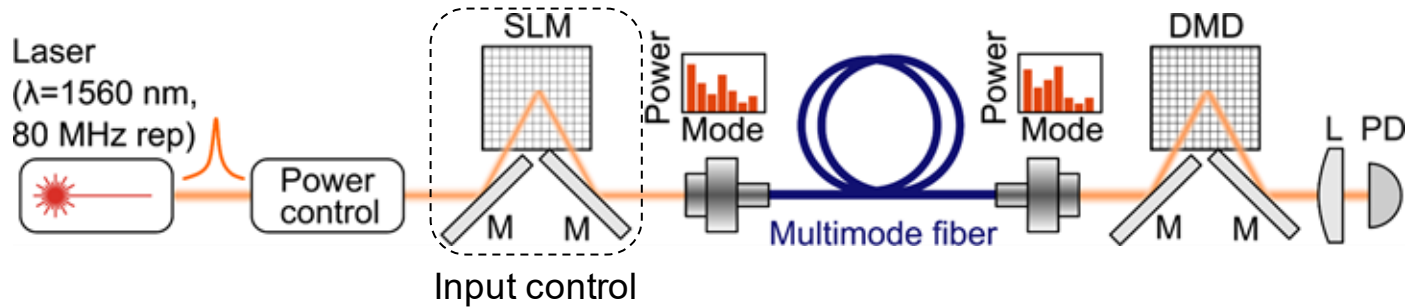 Laser
(λ=1560 nm,
80 MHz rep)
Power
control
SLM
M
M
Input control
Power
Mode
Multimode fiber
Power
Mode
DMD
M
M
L
PD